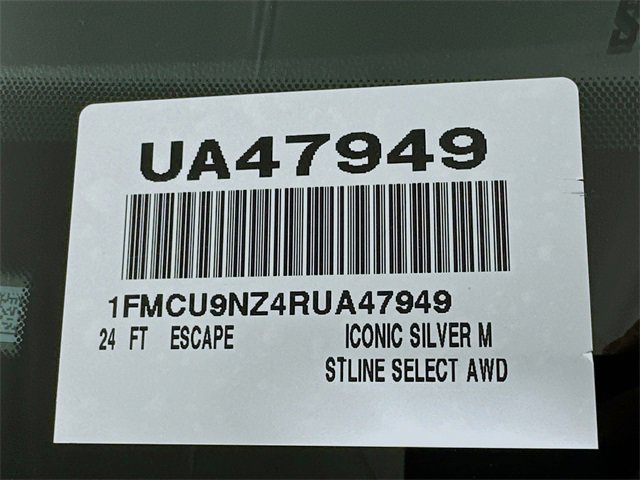 UA47949
1FMCU9NZ4RUA47949
24 FT ESCAPE ICONIC SILVER M
STLINE SELECT AWD